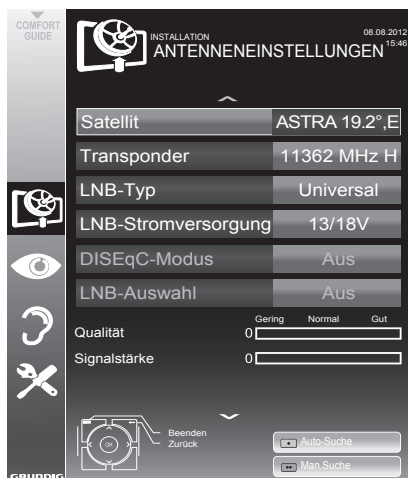 COMFORT
GUIDE
INSTALLATION
ANTENNENEINSTELLUNGEN
08.08.2012
15:46
Satellit ASTRA 19.2°,E
Transponder 11362 MHz H
LNB-Typ Universal
LNB-Stromversorgung 13/18V
DISEqC-Modus Aus
LNB-Auswahl Aus
Gering Normal Gut
Qualität 0
Signalstärke 0
Beenden
Zurück
OK
Auto-Suche
Man.Suche
GRUNDIG